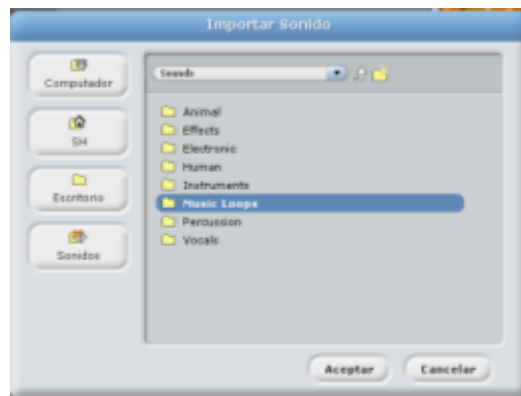 Importar Sonido
Computador
SH
Escritorio
Sonidos
Sounds
Animal
Effects
Electronic
Human
Instruments
Music Loops
Percussion
Vocals
Aceptar
Cancelar